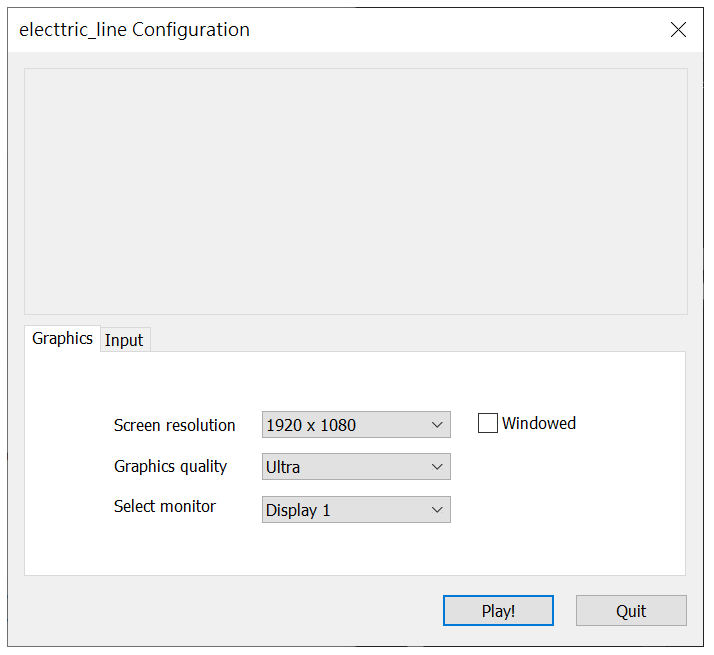 electtric_line Configuration
Graphics
Input
Screen resolution
1920 x 1080
Windowed
Graphics quality
Ultra
Select monitor
Display 1
Play!
Quit